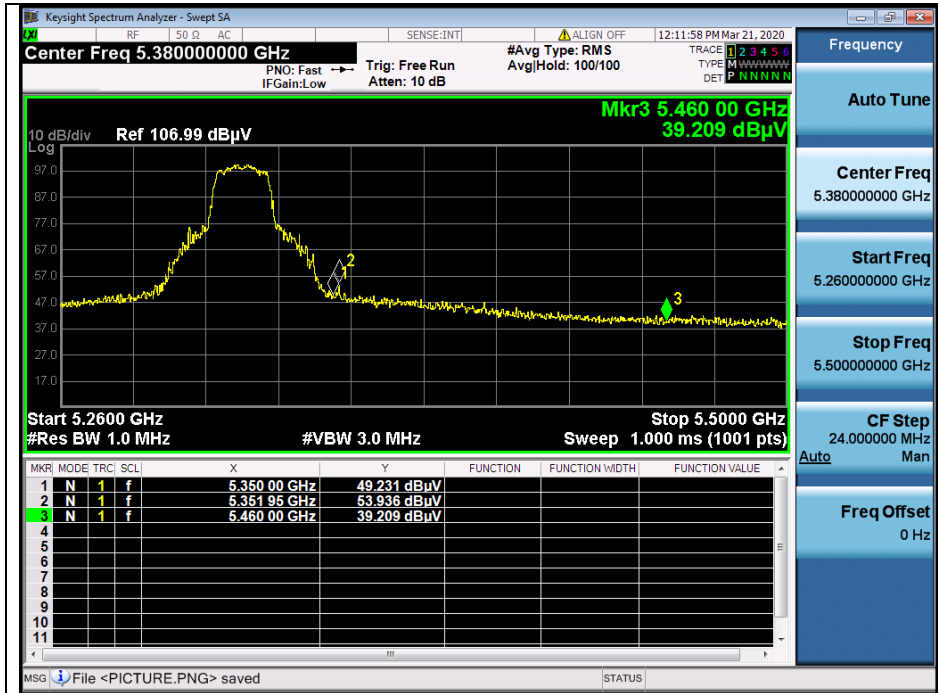 Keysight Spectrum Analyzer - Swept SA
LXI RF 50 Ω AC SENSE:INT ALIGN OFF 12:11:58 PM Mar 21, 2020
Center Freq 5.380000000 GHz
PNO: Fast
IFGain:Low
Trig: Free Run
Atten: 10 dB
#Avg Type: RMS
Avg|Hold: 100/100
TRACE 1 2 3 4 5 6
TYPE M WWWWW
DET P N N N N N
Mkr3 5.460 00 GHz
39.209 dBµV
10 dB/div Ref 106.99 dBµV
Log
97.0
87.0
77.0
67.0
57.0
47.0
37.0
27.0
17.0
2
1
3
Start 5.2600 GHz Stop 5.5000 GHz
#Res BW 1.0 MHz #VBW 3.0 MHz Sweep 1.000 ms (1001 pts)
MKR MODE TRC SCL X Y FUNCTION FUNCTION WIDTH FUNCTION VALUE
1 N 1 f 5.350 00 GHz 49.231 dBµV
2 N 1 f 5.351 95 GHz 53.936 dBµV
3 N 1 f 5.460 00 GHz 39.209 dBµV
4
5
6
7
8
9
10
11
MSG File <PICTURE.PNG> saved STATUS
Frequency
Auto Tune
Center Freq
5.380000000 GHz
Start Freq
5.260000000 GHz
Stop Freq
5.500000000 GHz
CF Step
24.000000 MHz
Auto Man
Freq Offset
0 Hz